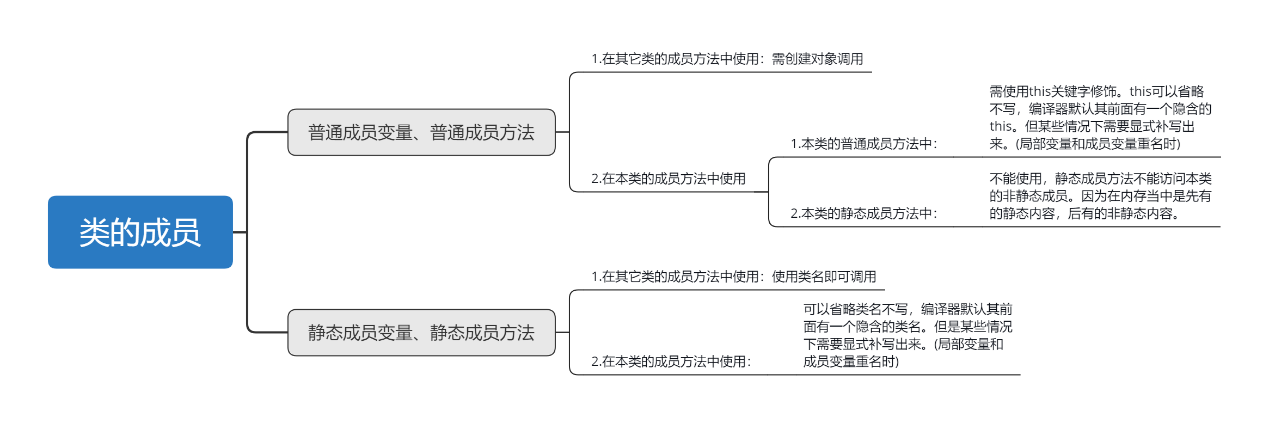 类的成员
普通成员变量、普通成员方法
1.在其它类的成员方法中使用：需创建对象调用
2.在本类的成员方法中使用
1.本类的普通成员方法中：
需使用this关键字修饰。this可以省略
不写，编译器默认其前面有一个隐含的
this。但某些情况下需要显式补写出
来。(局部变量和成员变量重名时)
2.本类的静态成员方法中：
不能使用，静态成员方法不能访问本类
的非静态成员。因为在内存当中是先有
的静态内容，后有的非静态内容。
静态成员变量、静态成员方法
1.在其它类的成员方法中使用：使用类名即可调用
2.在本类的成员方法中使用：
可以省略类名不写，编译器默认其前
面有一个隐含的类名。但是某些情况
下需要显式补写出来。(局部变量和
成员变量重名时)